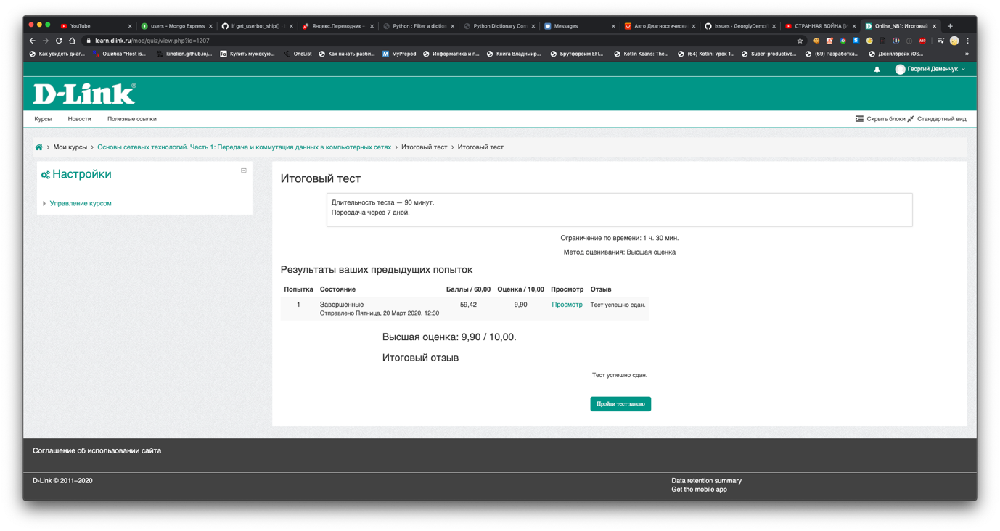 YouTube
users - Mongo Express
if get_userbot_ship() -
Яндекс.Переводчик –
Python : Filter a diction
Python Dictionary Com
Messages
Авто Диагностически
Issues · GeorgiyDemo/
СТРАННАЯ ВОЙНА [И
Online_NB1: Итоговый
learn.dlink.ru/mod/quiz/view.php?id=1207
Как увидеть диаг...
Ошибка "Host is...
kinolien.github.io/...
Купить мужскую...
OneList
Как начать разби...
MyPrepod
Информатика и п...
Книга Владимир...
Брутфорсим EFI...
Kotlin Koans: The...
(64) Kotlin: Урок 1...
Super-productive...
(69) Разработка...
Джейлбрейк iOS...
Георгий Деменчук
D-Link®
Курсы Новости Полезные ссылки
Скрыть блоки Стандартный вид
Мои курсы > Основы сетевых технологий. Часть 1: Передача и коммутация данных в компьютерных сетях > Итоговый тест > Итоговый тест
Настройки
Управление курсом
Итоговый тест
Длительность теста — 90 минут.
Пересдача через 7 дней.
Ограничение по времени: 1 ч. 30 мин.
Метод оценивания: Высшая оценка
Результаты ваших предыдущих попыток
Попытка Состояние Баллы / 60,00 Оценка / 10,00 Просмотр Отзыв
1 Завершенные 59,42 9,90 Просмотр Тест успешно сдан.
Отправлено Пятница, 20 Март 2020, 12:30
Высшая оценка: 9,90 / 10,00.
Итоговый отзыв
Тест успешно сдан.
Пройти тест заново
Соглашение об использовании сайта
D-Link © 2011–2020
Data retention summary
Get the mobile app